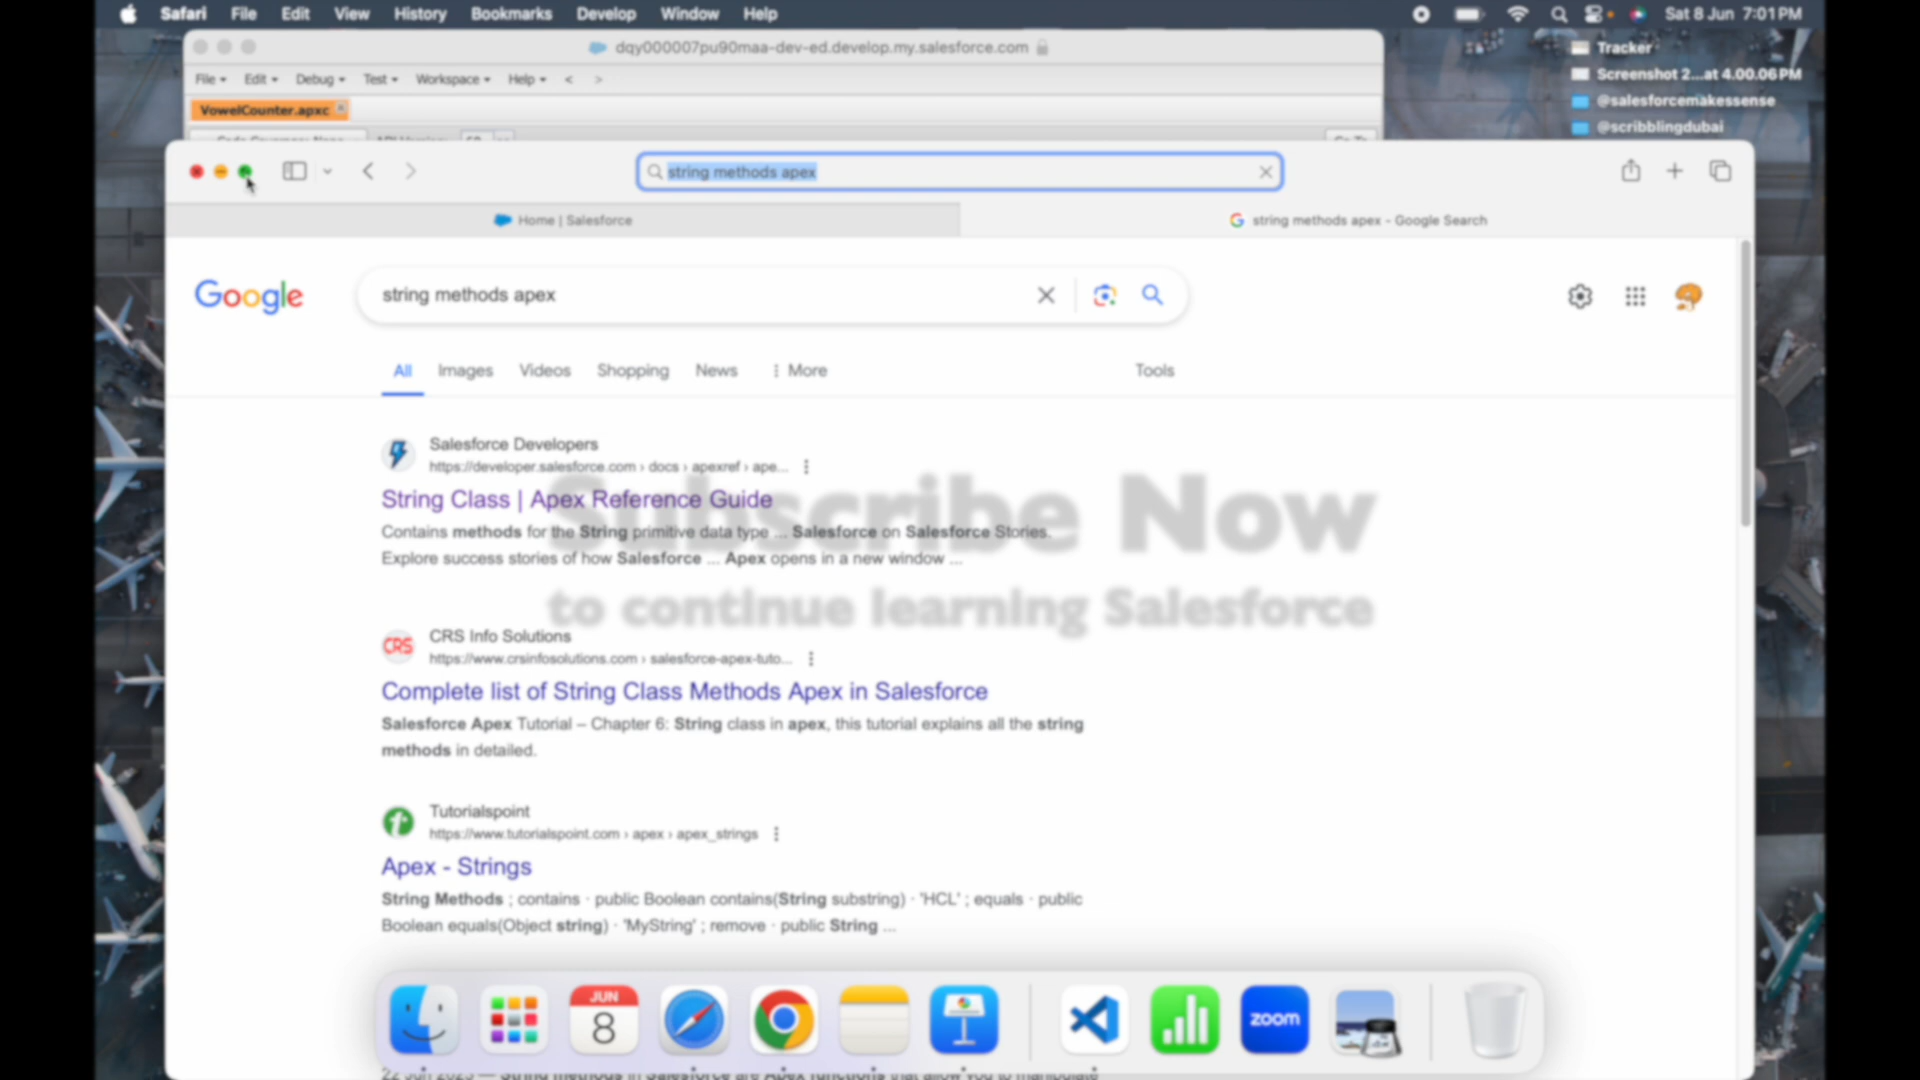 Safari File Edit View History Bookmarks Develop Window Help
Sat 8 Jun 7:01 PM
dqy000007pu90maa-dev-ed.develop.my.salesforce.com
Tracker
Screenshot 2...at 4.00.06 PM
@salesforcemakessense
@scribblingdubai
File Edit Debug Test Workspace Help < >
VowelCounter.apxc
string methods apex
Home | Salesforce
string methods apex - Google Search
Google
string methods apex
All Images Videos Shopping News More Tools
Salesforce Developers
https://developer.salesforce.com › docs › apexref › ape...
String Class | Apex Reference Guide
Contains methods for the String primitive data type ... Salesforce on Salesforce Stories.
Explore success stories of how Salesforce ... Apex opens in a new window ...
Subscribe Now
to continue learning Salesforce
CRS
CRS Info Solutions
https://www.crsinfosolutions.com › salesforce-apex-tuto...
Complete list of String Class Methods Apex in Salesforce
Salesforce Apex Tutorial – Chapter 6: String class in apex, this tutorial explains all the string
methods in detailed.
Tutorialspoint
https://www.tutorialspoint.com › apex › apex_strings
Apex - Strings
String Methods ; contains · public Boolean contains(String substring) · 'HCL' ; equals · public
Boolean equals(Object string) · 'MyString' ; remove · public String ...
JUN
8
zoom